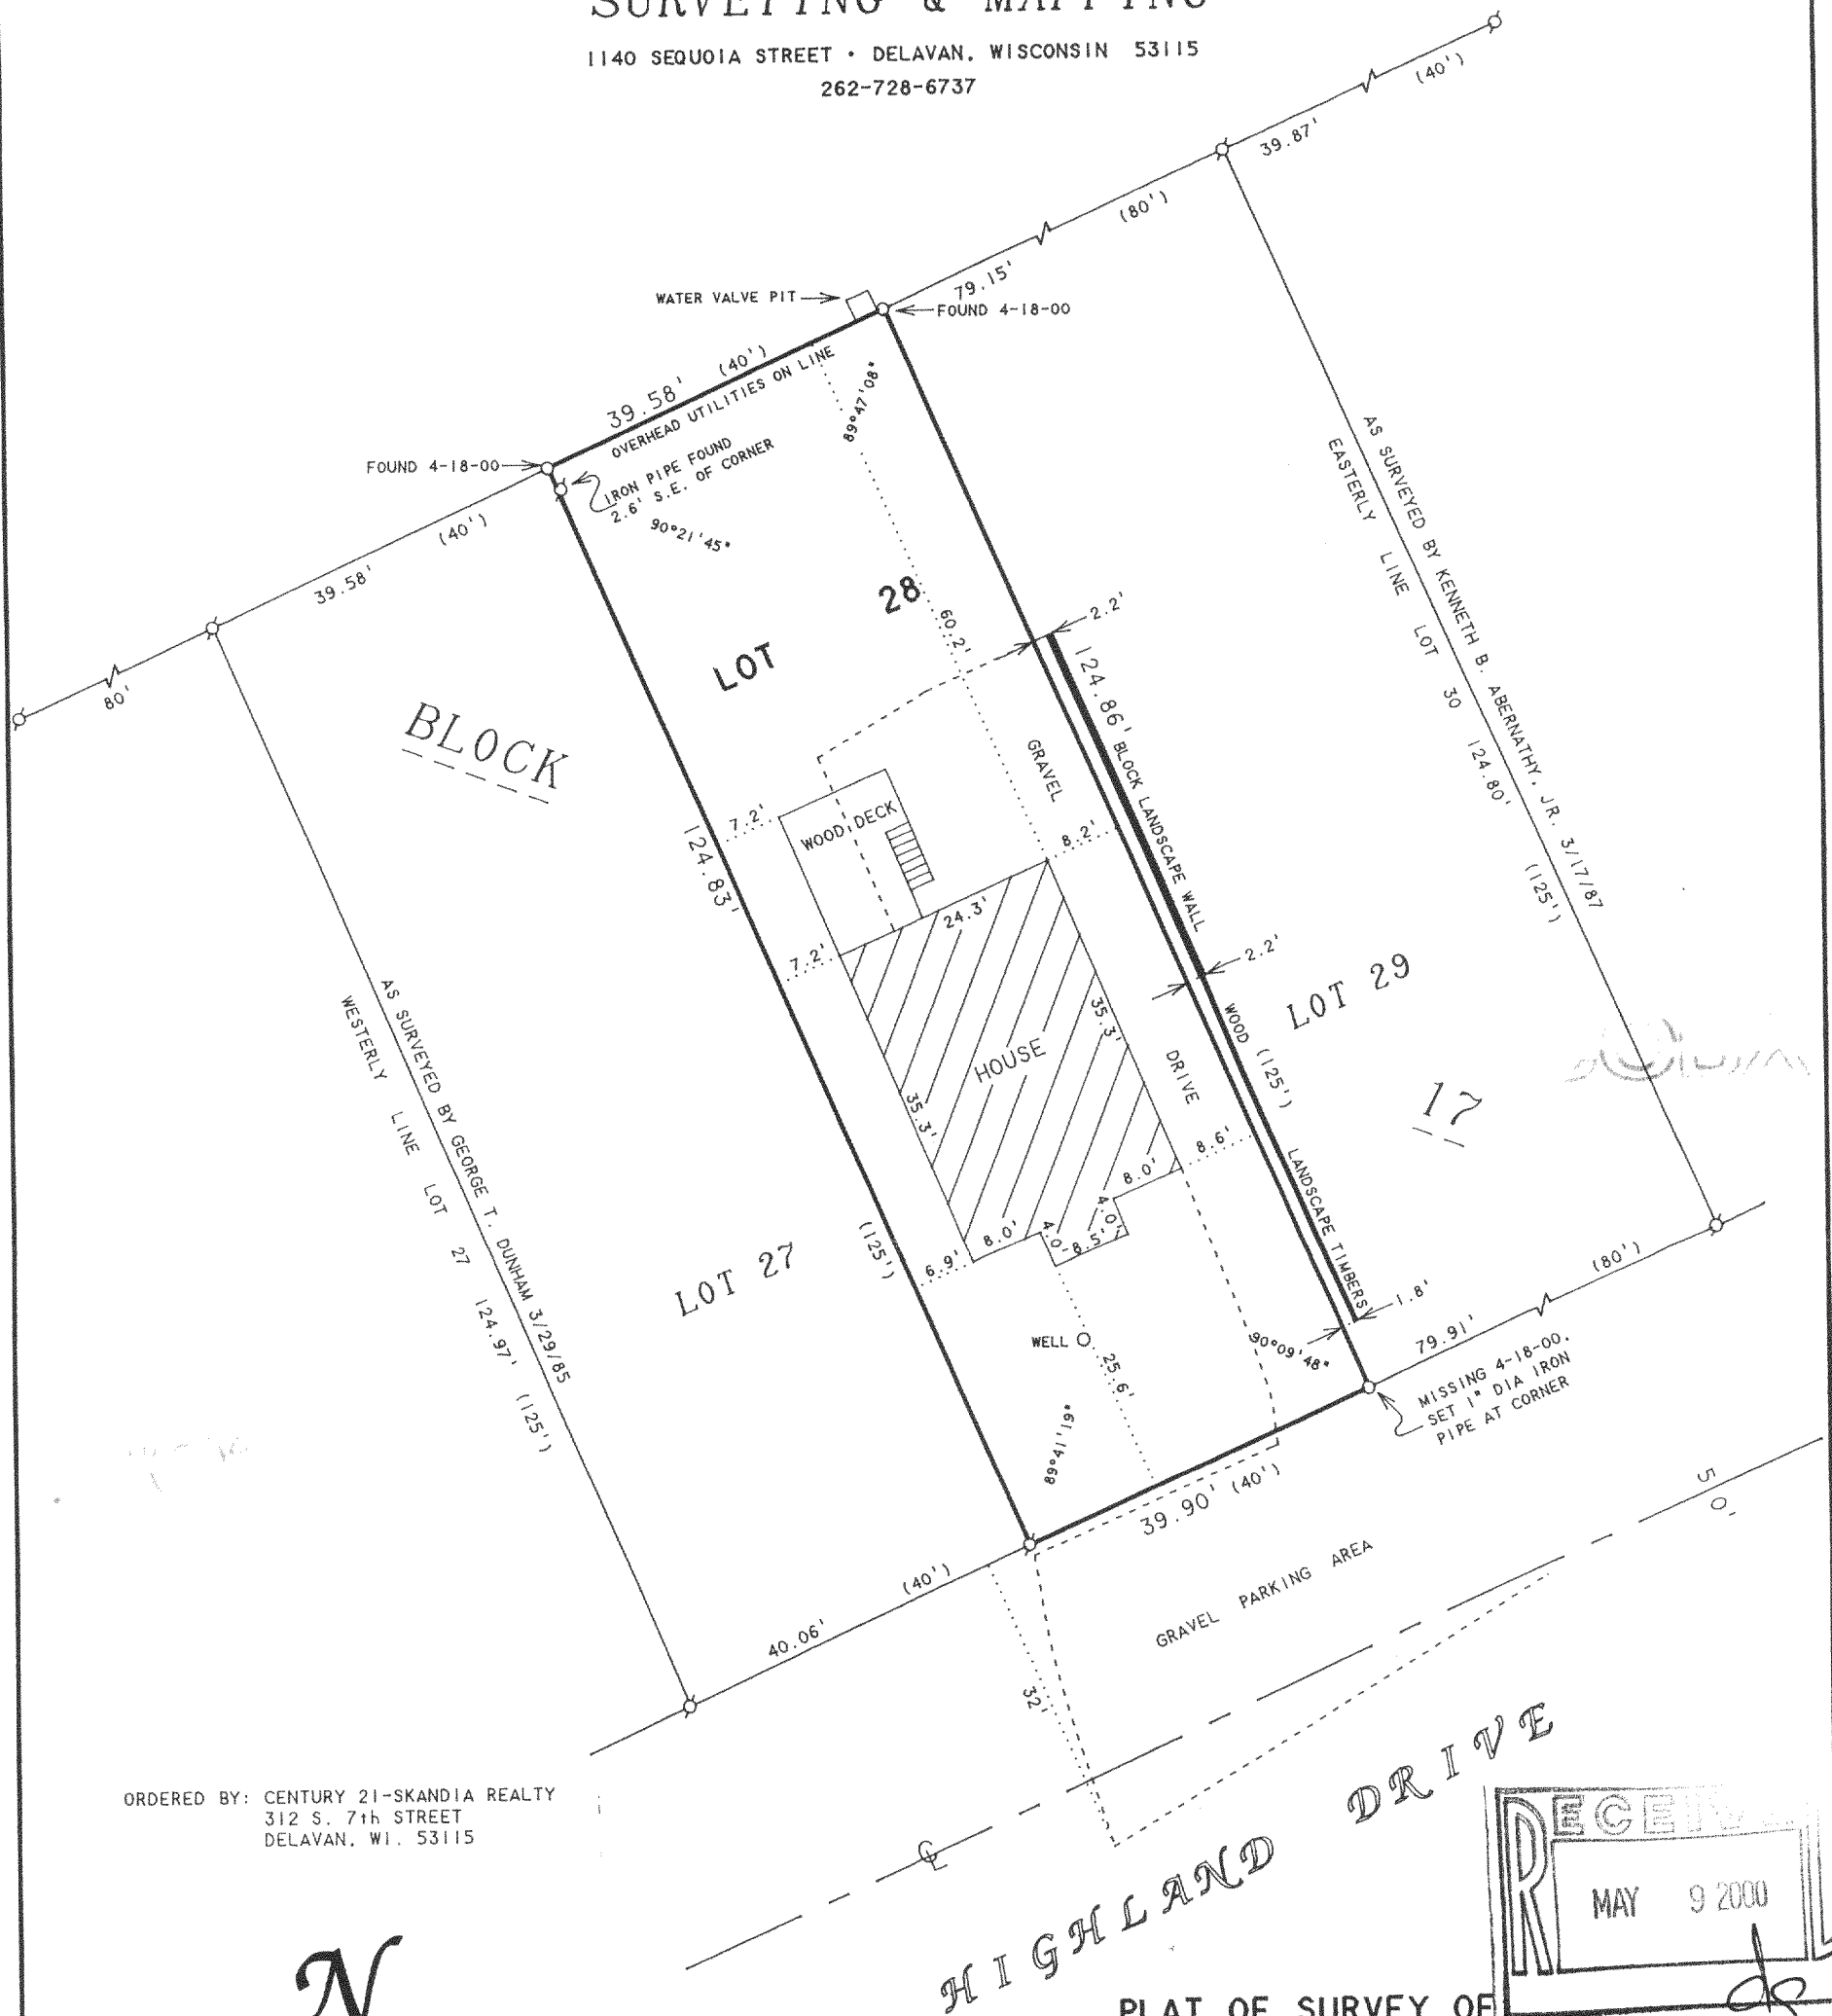 SURVEYING & MAPPING
1140 SEQUOIA STREET • DELAVAN, WISCONSIN 53115
262-728-6737
(40')
39.87'
(80')
79.15'
WATER VALVE PIT
FOUND 4-18-00
(40')
39.58'
OVERHEAD UTILITIES ON LINE
89°47'08"
FOUND 4-18-00
IRON PIPE FOUND
2.6' S.E. OF CORNER
90°21'45"
(40')
39.58'
80'
LOT 28
60.2'
2.2'
124.86'
BLOCK LANDSCAPE WALL
GRAVEL
AS SURVEYED BY KENNETH B. ABERNATHY, JR. 3/17/87
EASTERLY LINE LOT 30 124.80' (125')
BLOCK
7.2'
WOOD DECK
8.2'
124.83'
24.3'
7.2'
2.2'
LOT 29
WOOD (125') LANDSCAPE TIMBERS
35.3'
HOUSE
DRIVE
17
35.3'
8.6'
8.0'
4.0'
8.0'
4.0'
8.5'
6.9'
(125')
AS SURVEYED BY GEORGE T. DUNHAM 3/29/85
WESTERLY LINE LOT 27 124.97' (125')
LOT 27
WELL
25.6'
90°09'48"
1.8'
(80')
79.91'
MISSING 4-18-00,
SET 1" DIA IRON
PIPE AT CORNER
89°41'19"
39.90' (40')
50'
(40')
40.06'
GRAVEL PARKING AREA
32'
ORDERED BY: CENTURY 21-SKANDIA REALTY
312 S. 7th STREET
DELAVAN, WI. 53115
CL
HIGHLAND DRIVE
RECEIVED
MAY 9 2000
N
PLAT OF SURVEY OF